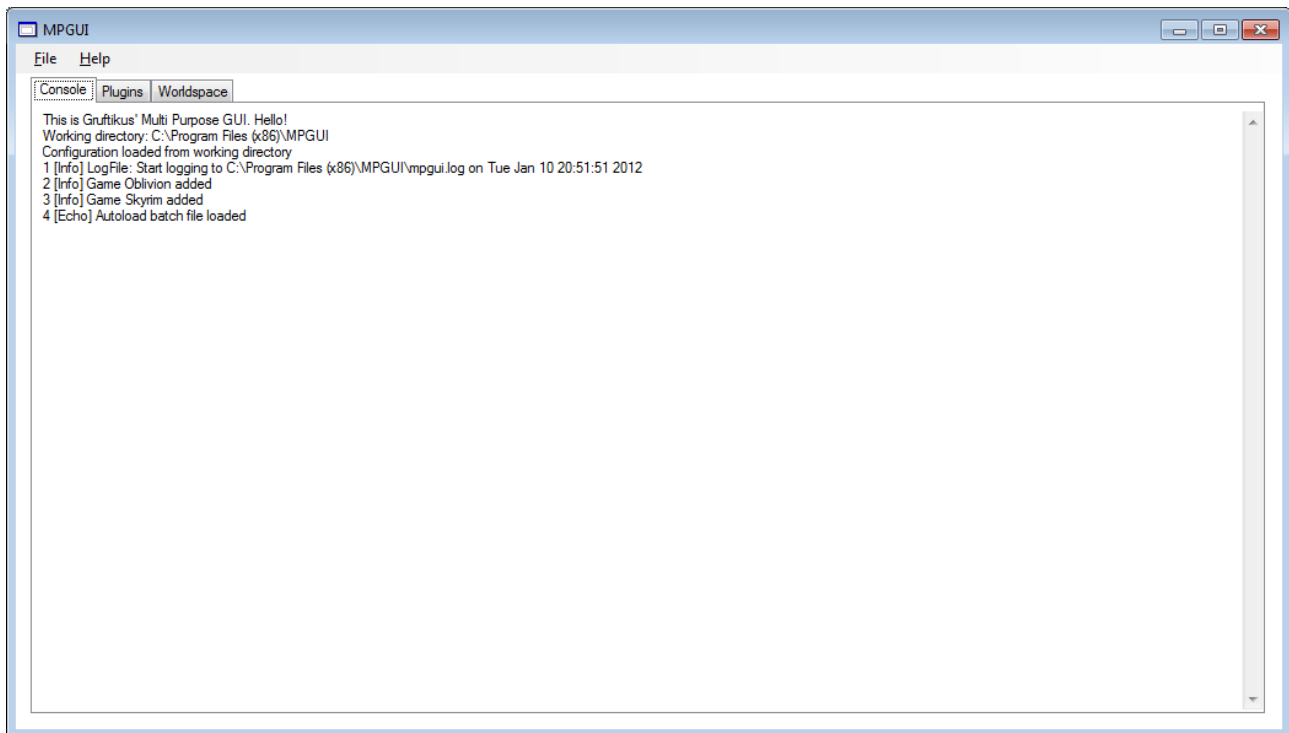 MPGUI
File Help
Console Plugins Worldspace
This is Gruftikus' Multi Purpose GUI. Hello!
Working directory: C:\Program Files (x86)\MPGUI
Configuration loaded from working directory
1 [Info] LogFile: Start logging to C:\Program Files (x86)\MPGUI\mpgui.log on Tue Jan 10 20:51:51 2012
2 [Info] Game Oblivion added
3 [Info] Game Skyrim added
4 [Echo] Autoload batch file loaded